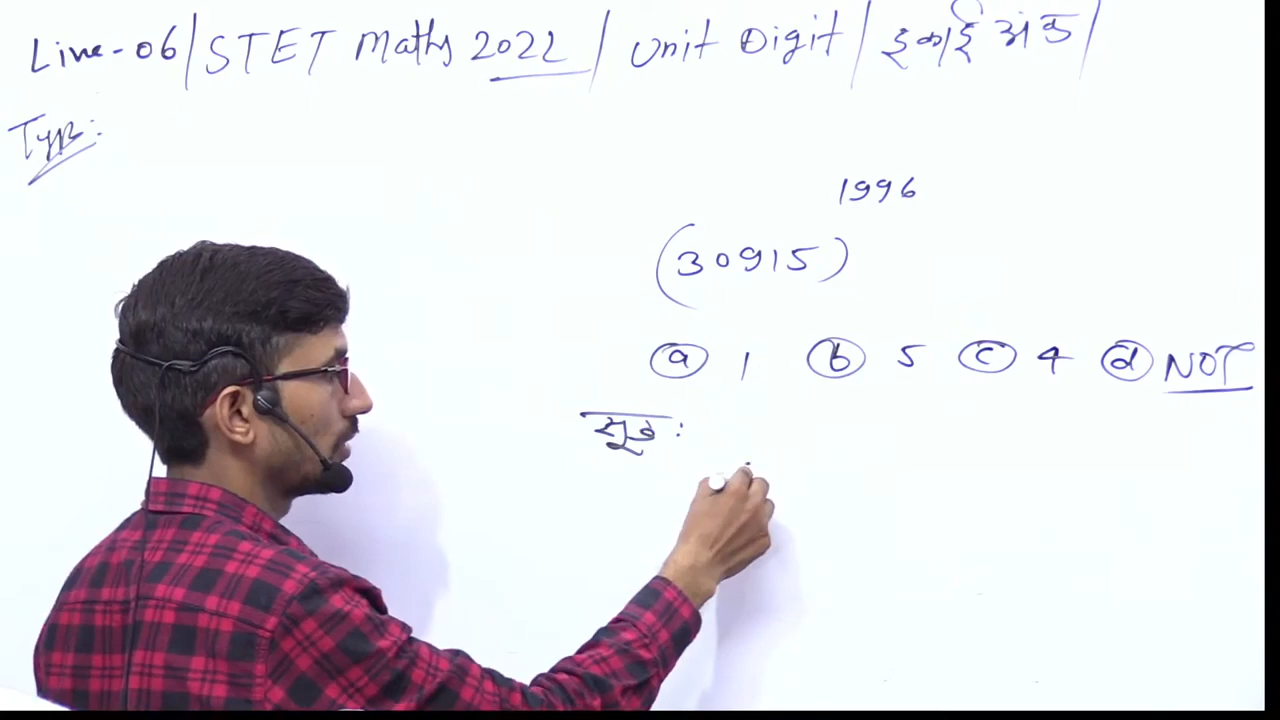 Live-06/STET Maths 2022/Unit Digit/इकाई अंक/
Type:
1996
(30915)
ⓐ 1 ⓑ 5 ⓒ 4 ⓓ NOT
सूत्र: